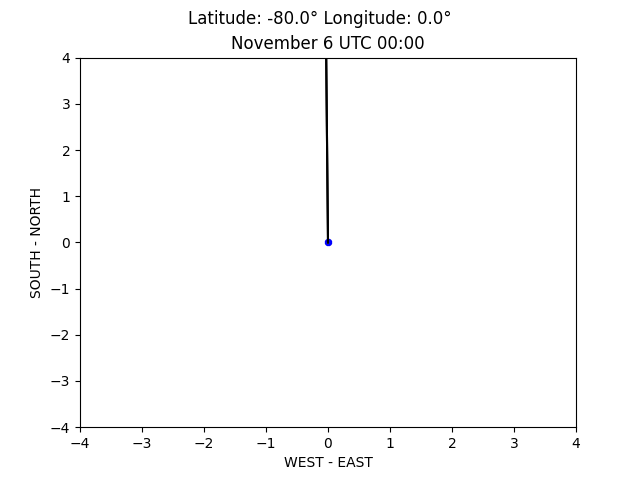 Latitude: -80.0° Longitude: 0.0°
November 6 UTC 00:00
4
3
2
1
0
−1
−2
−3
−4
SOUTH - NORTH
−4 −3 −2 −1 0 1 2 3 4
WEST - EAST